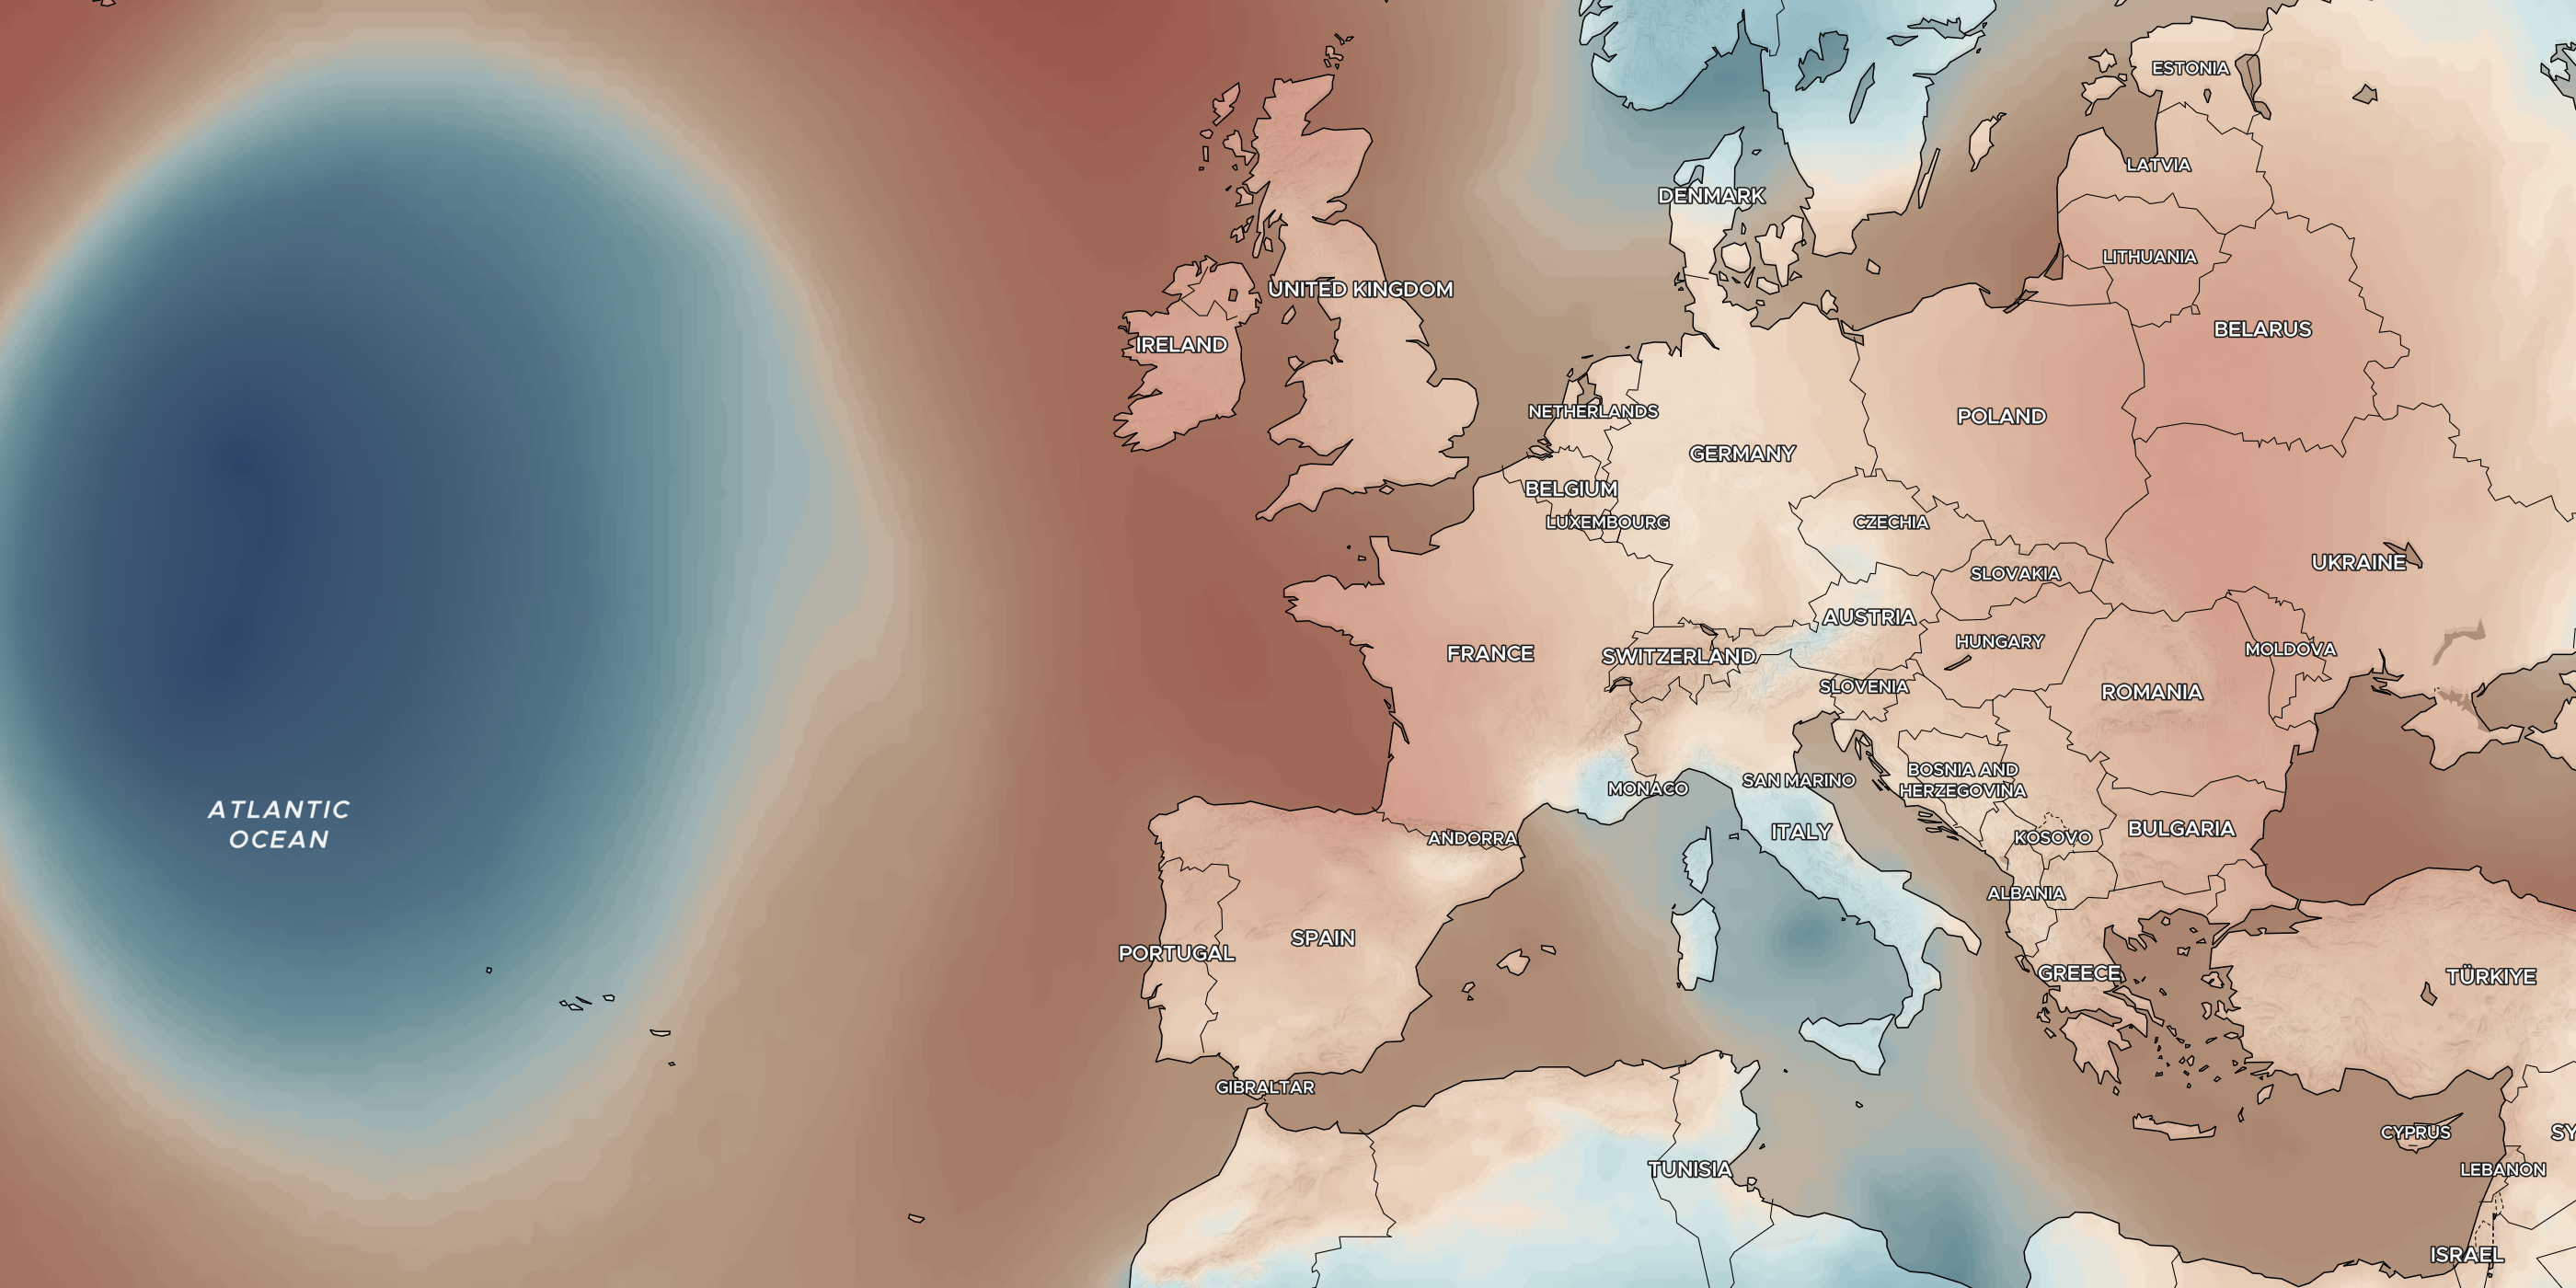 ESTONIA
LATVIA
DENMARK
LITHUANIA
UNITED KINGDOM
BELARUS
IRELAND
NETHERLANDS
POLAND
GERMANY
BELGIUM
LUXEMBOURG
CZECHIA
UKRAINE
SLOVAKIA
AUSTRIA
HUNGARY
MOLDOVA
FRANCE
SWITZERLAND
SLOVENIA
ROMANIA
BOSNIA AND
HERZEGOVINA
SAN MARINO
MONACO
ATLANTIC
OCEAN
ITALY
BULGARIA
KOSOVO
ANDORRA
ALBANIA
SPAIN
PORTUGAL
GREECE
TÜRKIYE
GIBRALTAR
CYPRUS
SY
TUNISIA
LEBANON
ISRAEL